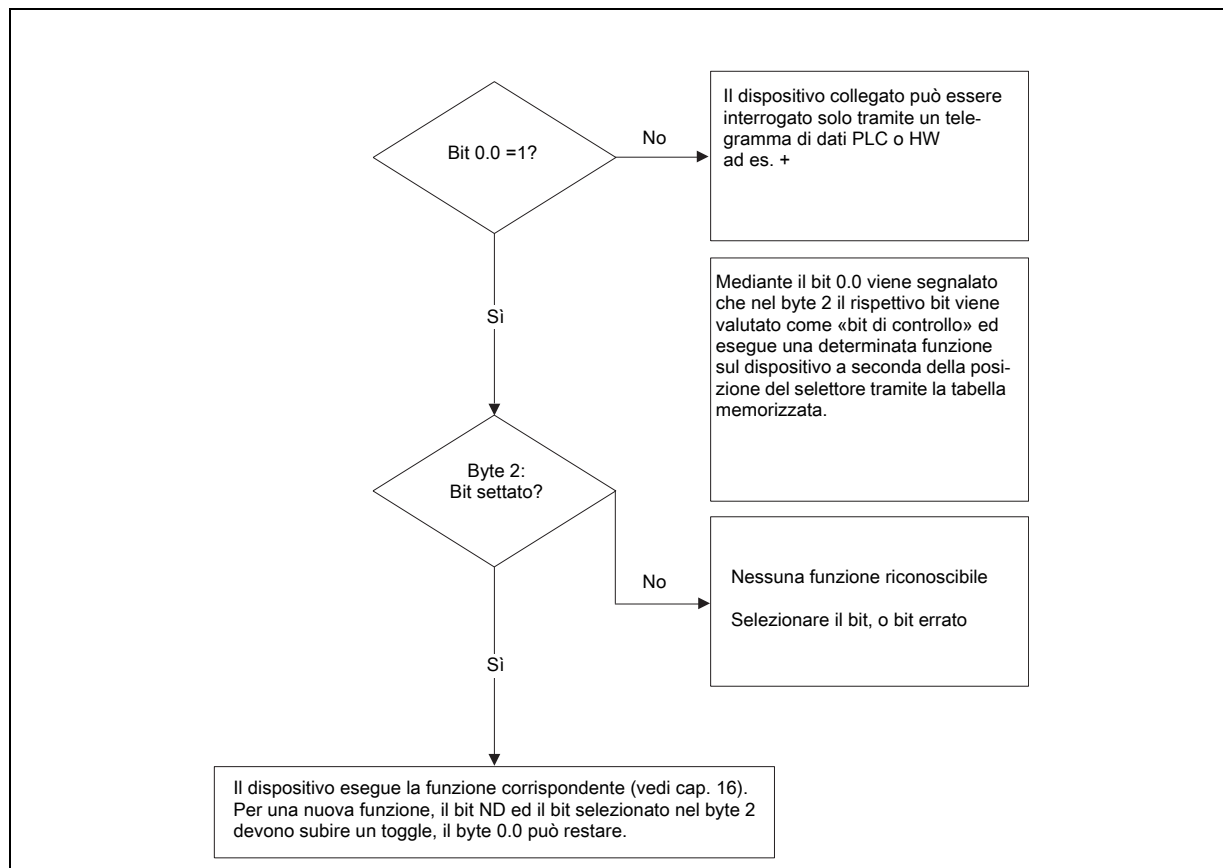 Bit 0.0 =1?
No
Il dispositivo collegato può essere
interrogato solo tramite un tele-
gramma di dati PLC o HW
ad es. +
Sì
Mediante il bit 0.0 viene segnalato
che nel byte 2 il rispettivo bit viene
valutato come «bit di controllo» ed
esegue una determinata funzione
sul dispositivo a seconda della posi-
zione del selettore tramite la tabella
memorizzata.
Byte 2:
Bit settato?
No
Nessuna funzione riconoscibile
Selezionare il bit, o bit errato
Sì
Il dispositivo esegue la funzione corrispondente (vedi cap. 16).
Per una nuova funzione, il bit ND ed il bit selezionato nel byte 2
devono subire un toggle, il byte 0.0 può restare.